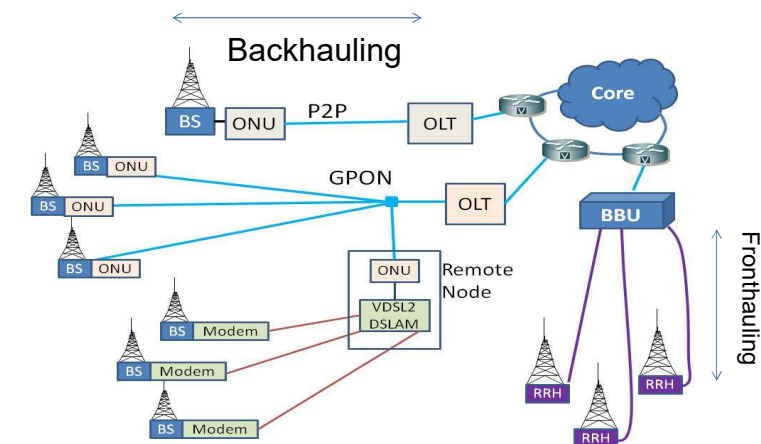 Backhauling
Core
V
BS
ONU
P2P
OLT
V
V
BS
ONU
GPON
BS
ONU
OLT
BBU
BS
ONU
ONU
Remote
Node
Fronthauling
VDSL2
DSLAM
BS
Modem
BS
Modem
RRH
RRH
BS
Modem
RRH